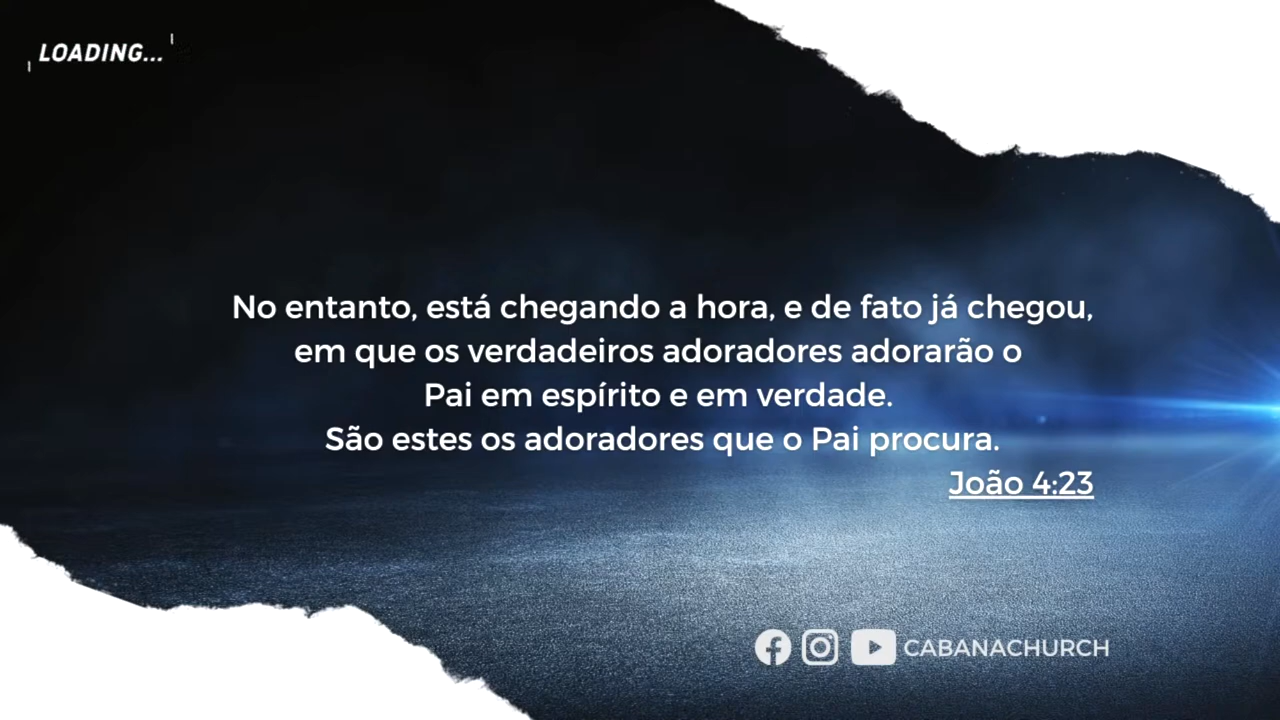 LOADING...
No entanto, está chegando a hora, e de fato já chegou,
em que os verdadeiros adoradores adorarão o
Pai em espírito e em verdade.
São estes os adoradores que o Pai procura.
João 4:23
CABANACHURCH